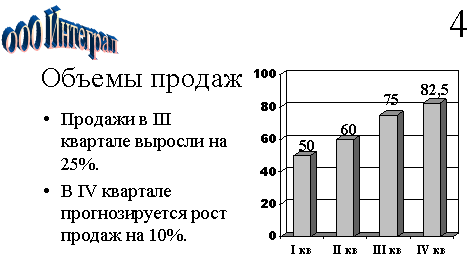 ООО Интеграл
4
Объемы продаж
• Продажи в III
квартале выросли на
25%.
• В IV квартале
прогнозируется рост
продаж на 10%.
100
80
60
40
20
0
50
60
75
82,5
I кв
II кв
III кв
IV кв